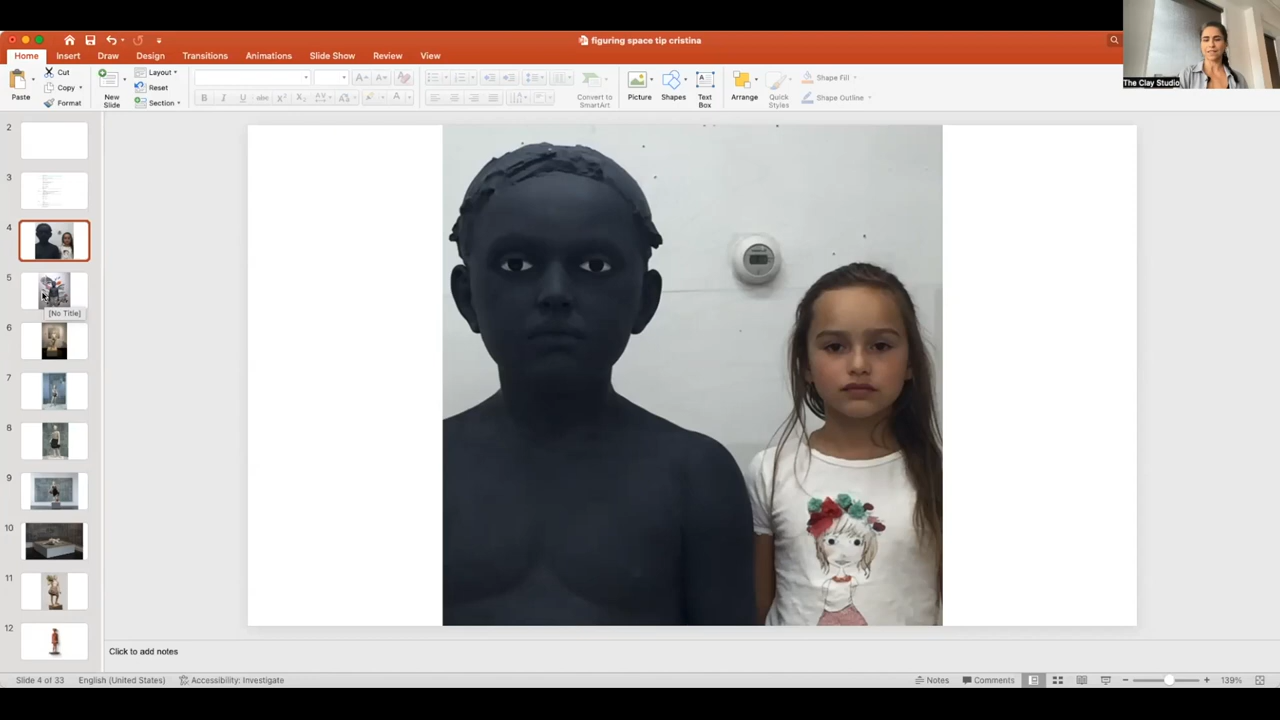 figuring space tip cristina
The Clay Studio
Home Insert Draw Design Transitions Animations Slide Show Review View
Paste
Cut
Copy
Format
New
Slide
Layout
Reset
Section
Convert to
SmartArt
Picture
Shapes
Text
Box
Arrange
Quick
Styles
Shape Fill
Shape Outline
2
3
4
5
[No Title]
6
7
8
9
10
11
12
Click to add notes
Slide 4 of 33 English (United States) Accessibility: Investigate Notes Comments 139%